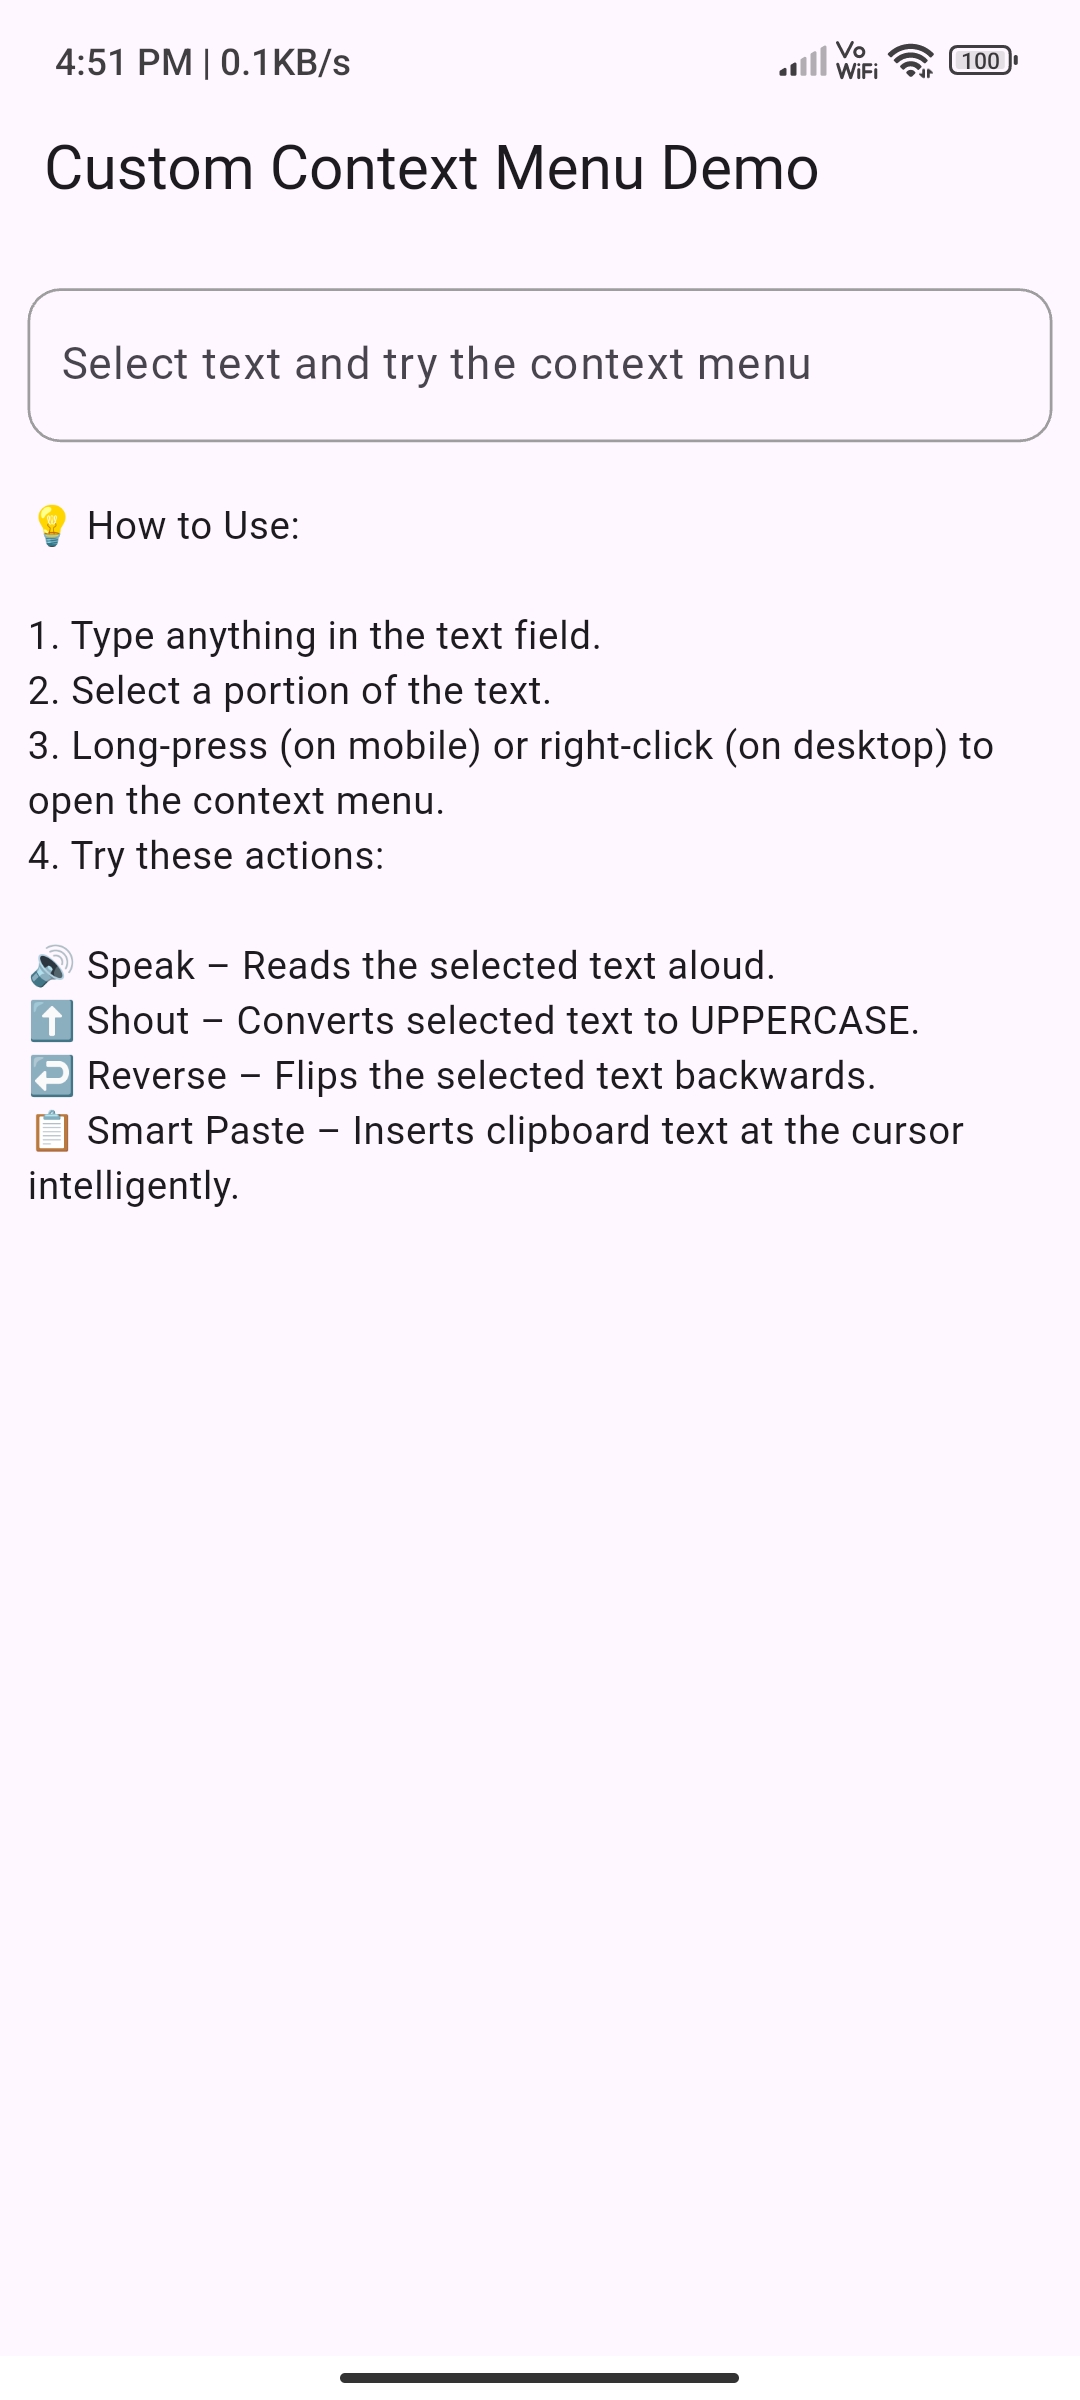 4:51 PM | 0.1KB/s Vo WiFi 100
Custom Context Menu Demo
Select text and try the context menu
💡 How to Use:
1. Type anything in the text field.
2. Select a portion of the text.
3. Long-press (on mobile) or right-click (on desktop) to
open the context menu.
4. Try these actions:
🔊 Speak – Reads the selected text aloud.
⬆️ Shout – Converts selected text to UPPERCASE.
↩️ Reverse – Flips the selected text backwards.
📋 Smart Paste – Inserts clipboard text at the cursor
intelligently.